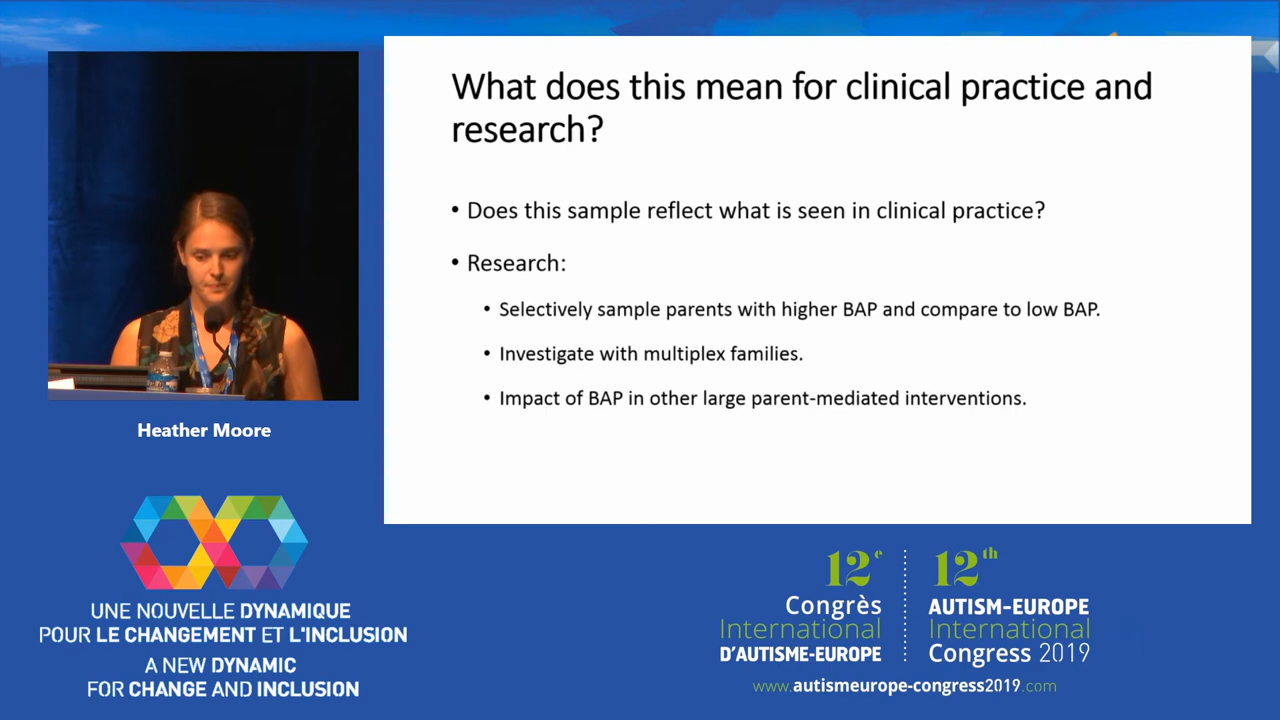 What does this mean for clinical practice and
research?
• Does this sample reflect what is seen in clinical practice?
• Research:
• Selectively sample parents with higher BAP and compare to low BAP.
• Investigate with multiplex families.
• Impact of BAP in other large parent-mediated interventions.
Heather Moore
UNE NOUVELLE DYNAMIQUE
POUR LE CHANGEMENT ET L'INCLUSION
A NEW DYNAMIC
FOR CHANGE AND INCLUSION
12e
Congrès
International
D'AUTISME-EUROPE
12th
AUTISM-EUROPE
International
Congress 2019
www.autismeurope-congress2019.com